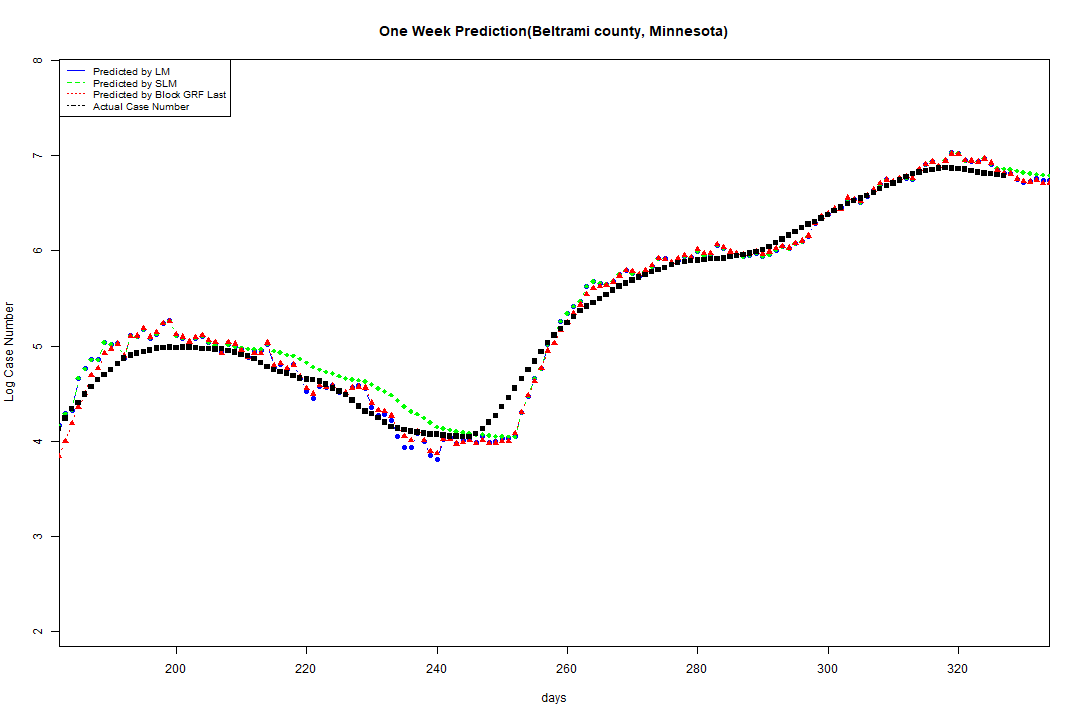 One Week Prediction(Beltrami county, Minnesota)
Predicted by LM
Predicted by SLM
Predicted by Block GRF Last
Actual Case Number
8
7
6
5
4
3
2
Log Case Number
200 220 240 260 280 300 320
days